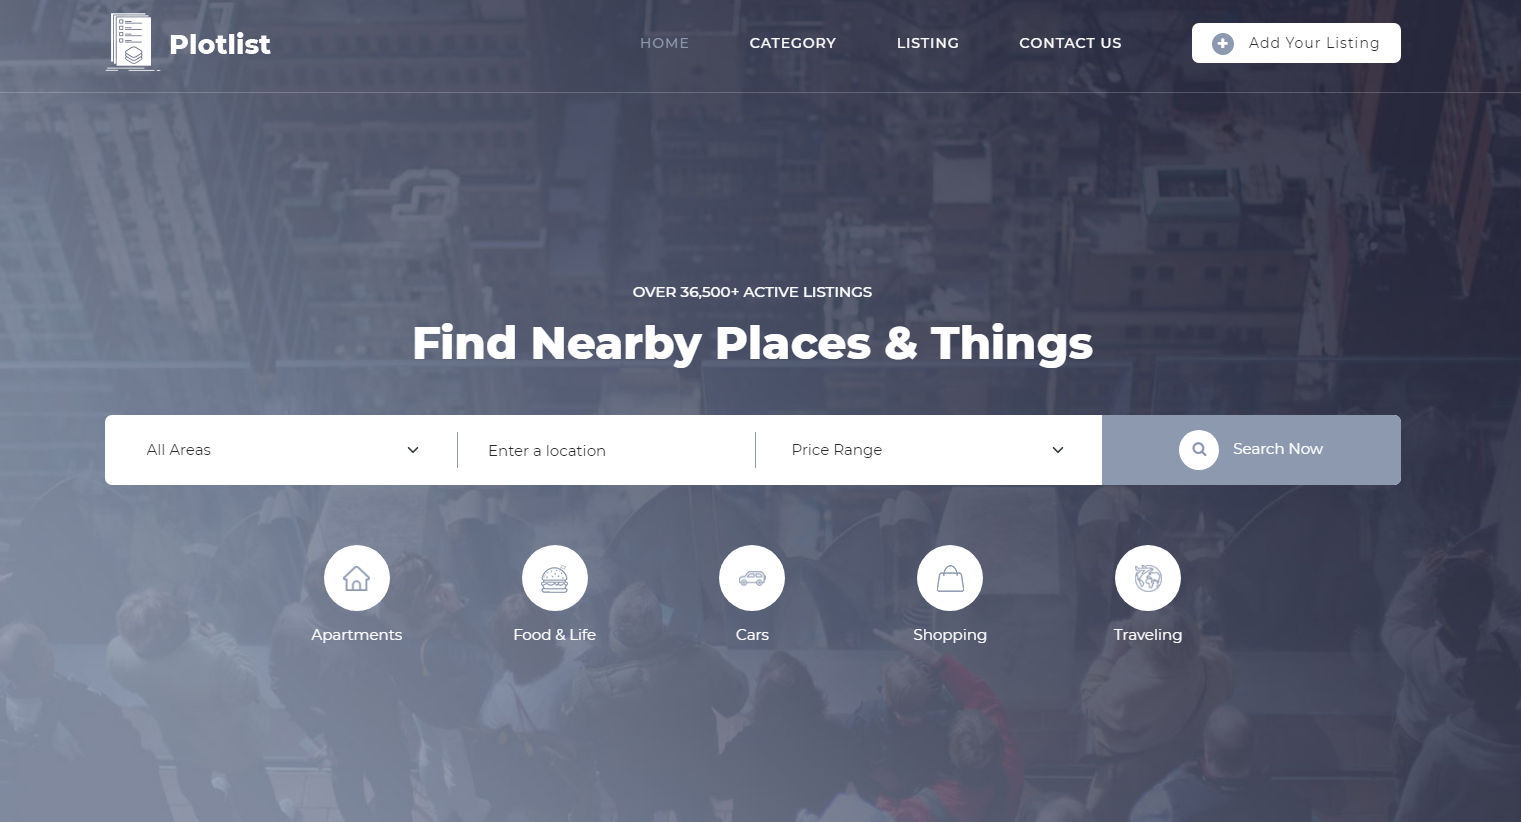 Plotlist
HOME
CATEGORY
LISTING
CONTACT US
Add Your Listing
OVER 36,500+ ACTIVE LISTINGS
Find Nearby Places & Things
All Areas
Enter a location
Price Range
Search Now
Apartments
Food & Life
Cars
Shopping
Traveling